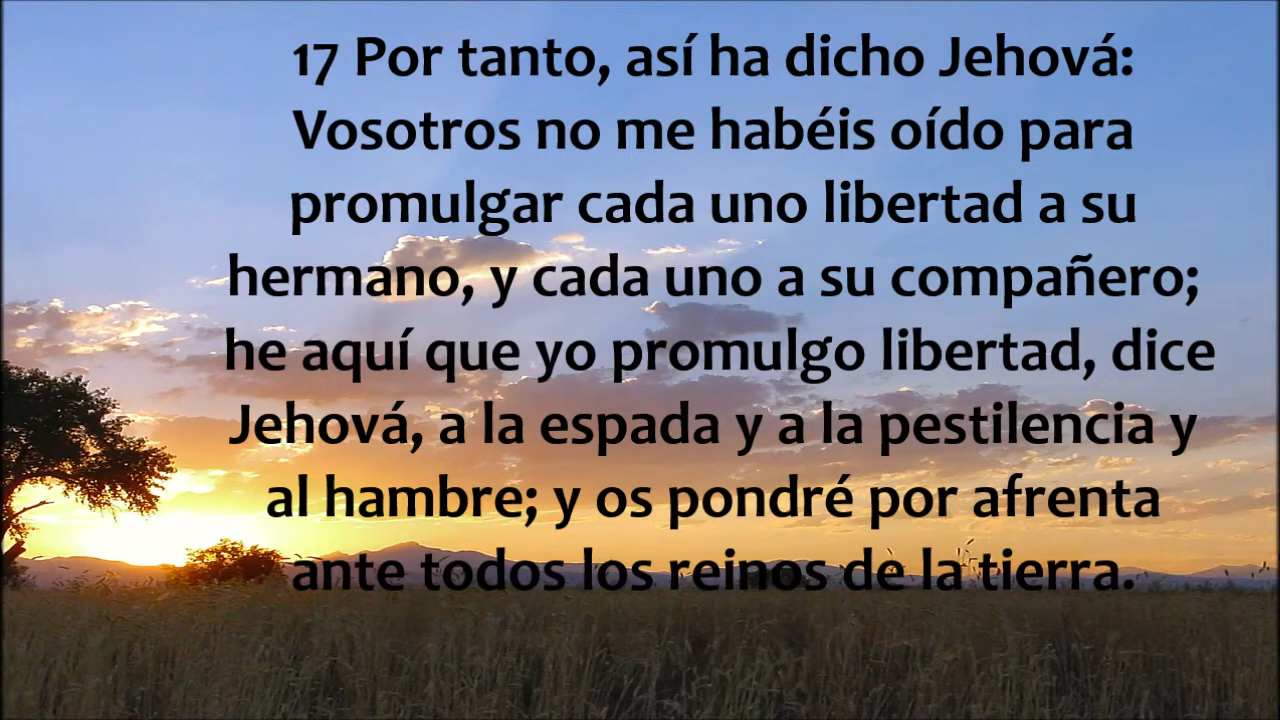 17 Por tanto, así ha dicho Jehová:
Vosotros no me habéis oído para
promulgar cada uno libertad a su
hermano, y cada uno a su compañero;
he aquí que yo promulgo libertad, dice
Jehová, a la espada y a la pestilencia y
al hambre; y os pondré por afrenta
ante todos los reinos de la tierra.